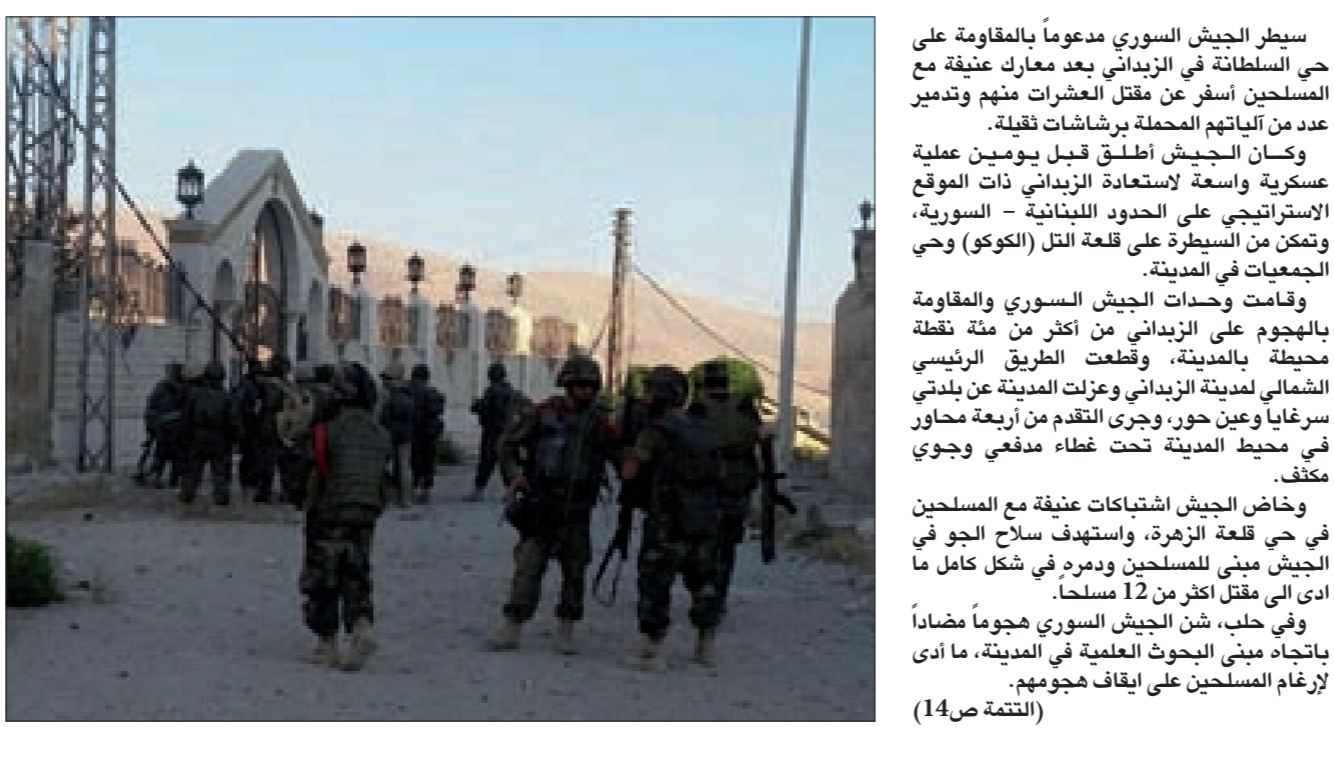 سيطر الجيش السوري مدعوماً بالمقاومة على
حي السلطانة في الزبداني بعد معارك عنيفة مع
المسلحين أسفر عن مقتل العشرات منهم وتدمير
عدد من آلياتهم المحملة برشاشات ثقيلة.
وكان الجيش أطلق قبل يومين عملية
عسكرية واسعة لاستعادة الزبداني ذات الموقع
الاستراتيجي على الحدود اللبنانية – السورية،
وتمكن من السيطرة على قلعة التل (الكوكو) وحي
الجمعيات في المدينة.
وقامت وحدات الجيش السوري والمقاومة
بالهجوم على الزبداني من أكثر من مئة نقطة
محيطة بالمدينة، وقطعت الطريق الرئيسي
الشمالي لمدينة الزبداني وعزلت المدينة عن بلدتي
سرغايا وعين حور، وجرى التقدم من أربعة محاور
في محيط المدينة تحت غطاء مدفعي وجوي
مكثف.
وخاض الجيش اشتباكات عنيفة مع المسلحين
في حي قلعة الزهرة، واستهدف سلاح الجو في
الجيش مبنى للمسلحين ودمره في شكل كامل ما
ادى الى مقتل اكثر من 12 مسلحاً.
وفي حلب، شن الجيش السوري هجوماً مضاداً
باتجاه مبنى البحوث العلمية في المدينة، ما أدى
لإرغام المسلحين على ايقاف هجومهم.
(التتمة ص14)